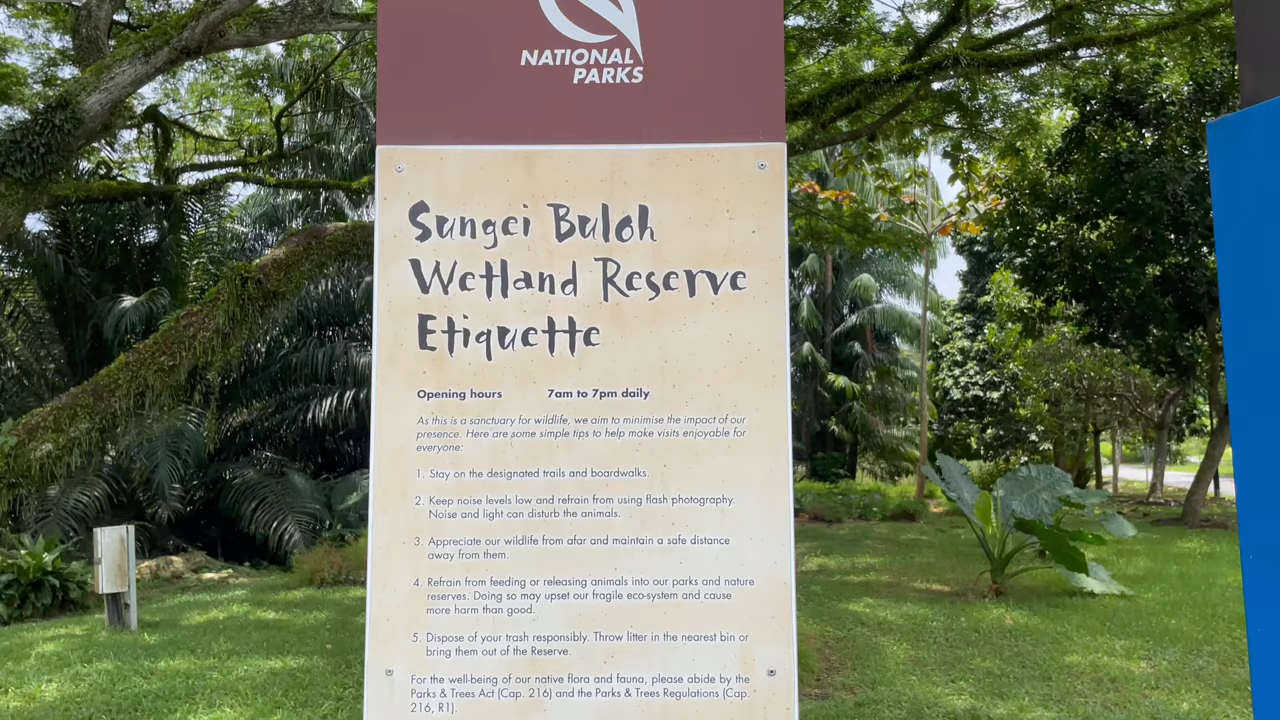 NATIONAL
PARKS
Sungei Buloh
Wetland Reserve
Etiquette
Opening hours 7am to 7pm daily
As this is a sanctuary for wildlife, we aim to minimise the impact of our
presence. Here are some simple tips to help make visits enjoyable for
everyone:
1. Stay on the designated trails and boardwalks.
2. Keep noise levels low and refrain from using flash photography.
Noise and light can disturb the animals.
3. Appreciate our wildlife from afar and maintain a safe distance
away from them.
4. Refrain from feeding or releasing animals into our parks and nature
reserves. Doing so may upset our fragile eco-system and cause
more harm than good.
5. Dispose of your trash responsibly. Throw litter in the nearest bin or
bring them out of the Reserve.
For the well-being of our native flora and fauna, please abide by the
Parks & Trees Act (Cap. 216) and the Parks & Trees Regulations (Cap.
216, R1).